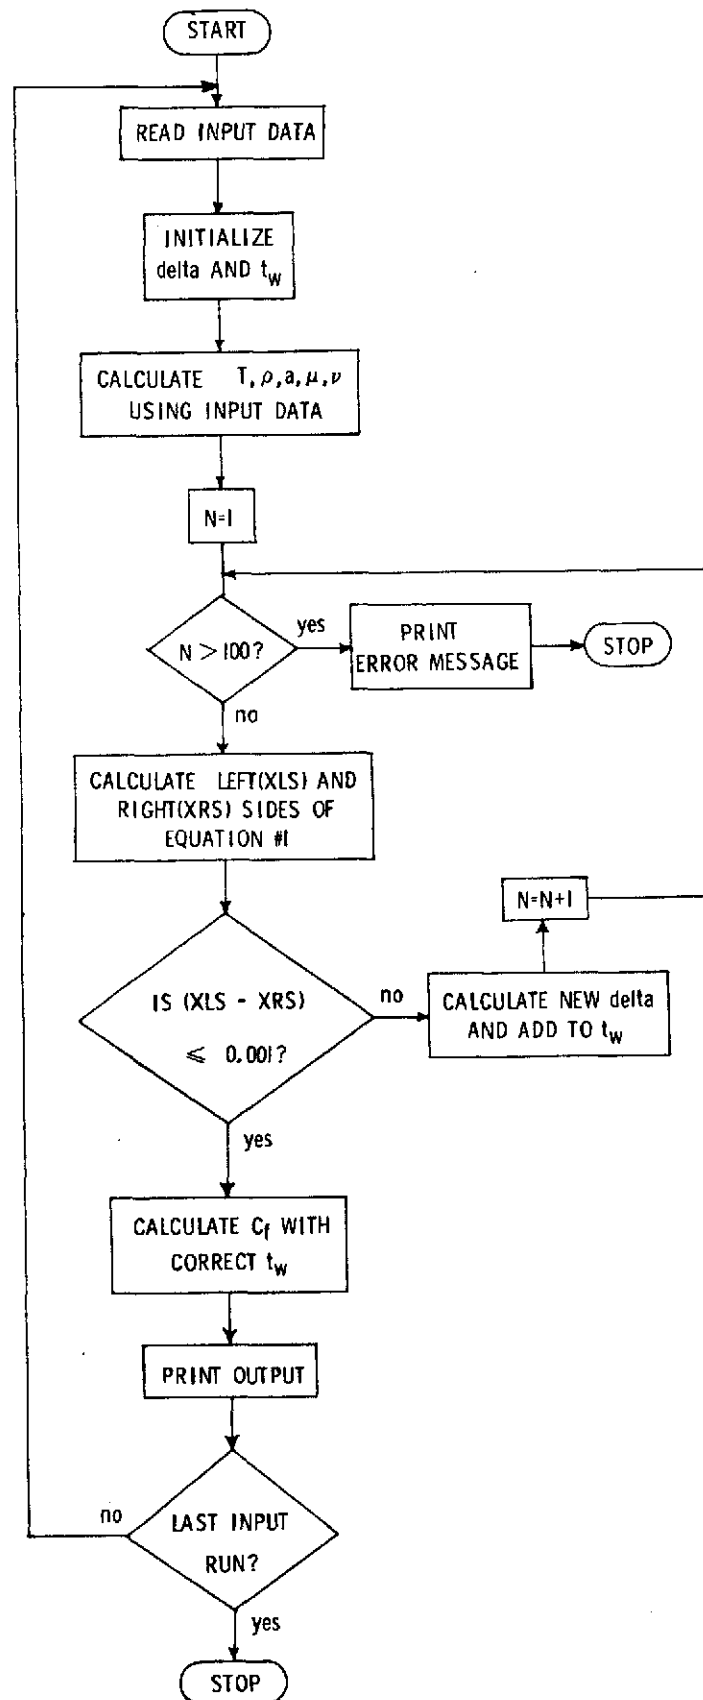 START
READ INPUT DATA
INITIALIZE
delta AND t_w
CALCULATE T, ρ, a, μ, ν
USING INPUT DATA
N=1
N > 100?
yes
PRINT
ERROR MESSAGE
STOP
no
CALCULATE LEFT(XLS) AND
RIGHT(XRS) SIDES OF
EQUATION #1
N=N+1
IS (XLS - XRS)
≤ 0.001?
no
CALCULATE NEW delta
AND ADD TO t_w
yes
CALCULATE C_f WITH
CORRECT t_w
PRINT OUTPUT
no
LAST INPUT
RUN?
yes
STOP